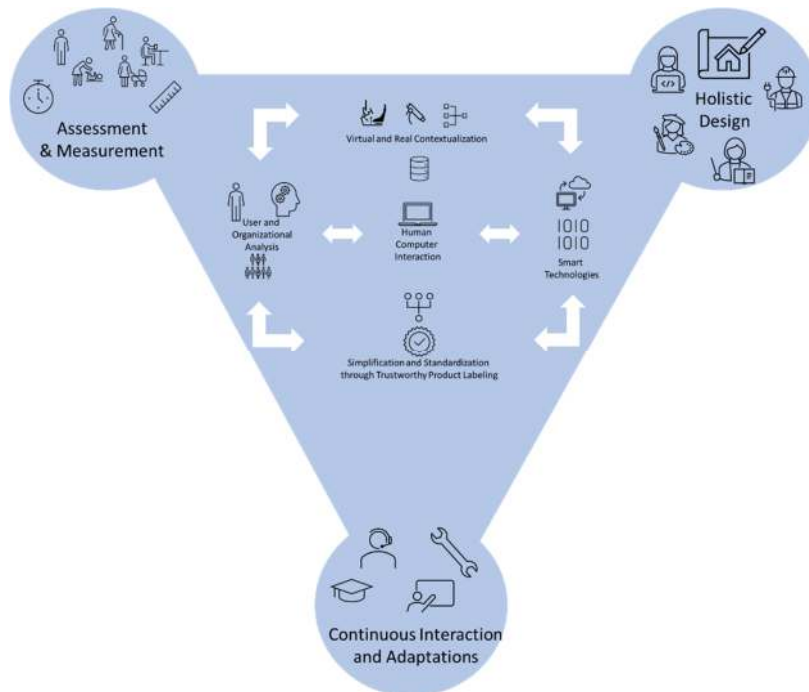 Assessment
& Measurement
Holistic
Design
Virtual and Real Contextualization
User and
Organizational
Analysis
Human
Computer
Interaction
1010
1010
Smart
Technologies
Simplification and Standardization
through Trustworthy Product Labeling
Continuous Interaction
and Adaptations